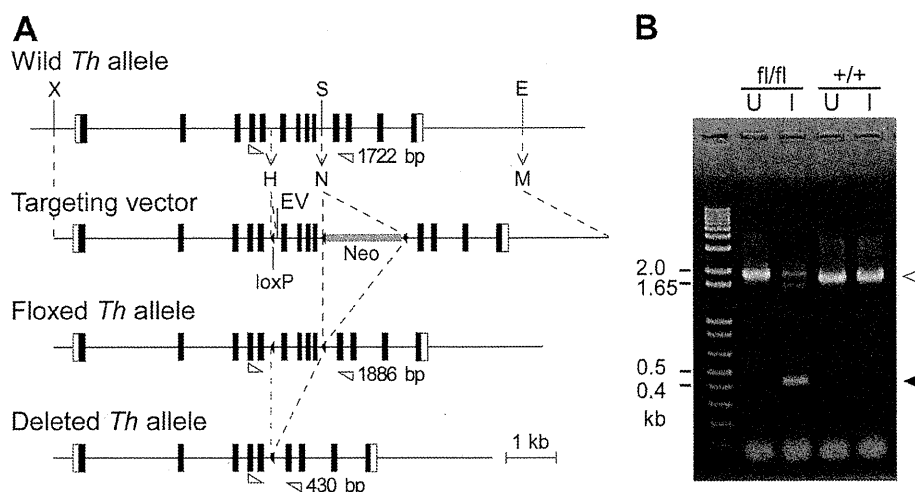 A
Wild Th allele
X
S
E
1722 bp
H
N
M
Targeting vector
EV
Neo
loxP
Floxed Th allele
1886 bp
Deleted Th allele
1 kb
430 bp
B
fl/fl
+/+
U
I
U
I
2.0
1.65
0.5
0.4
kb